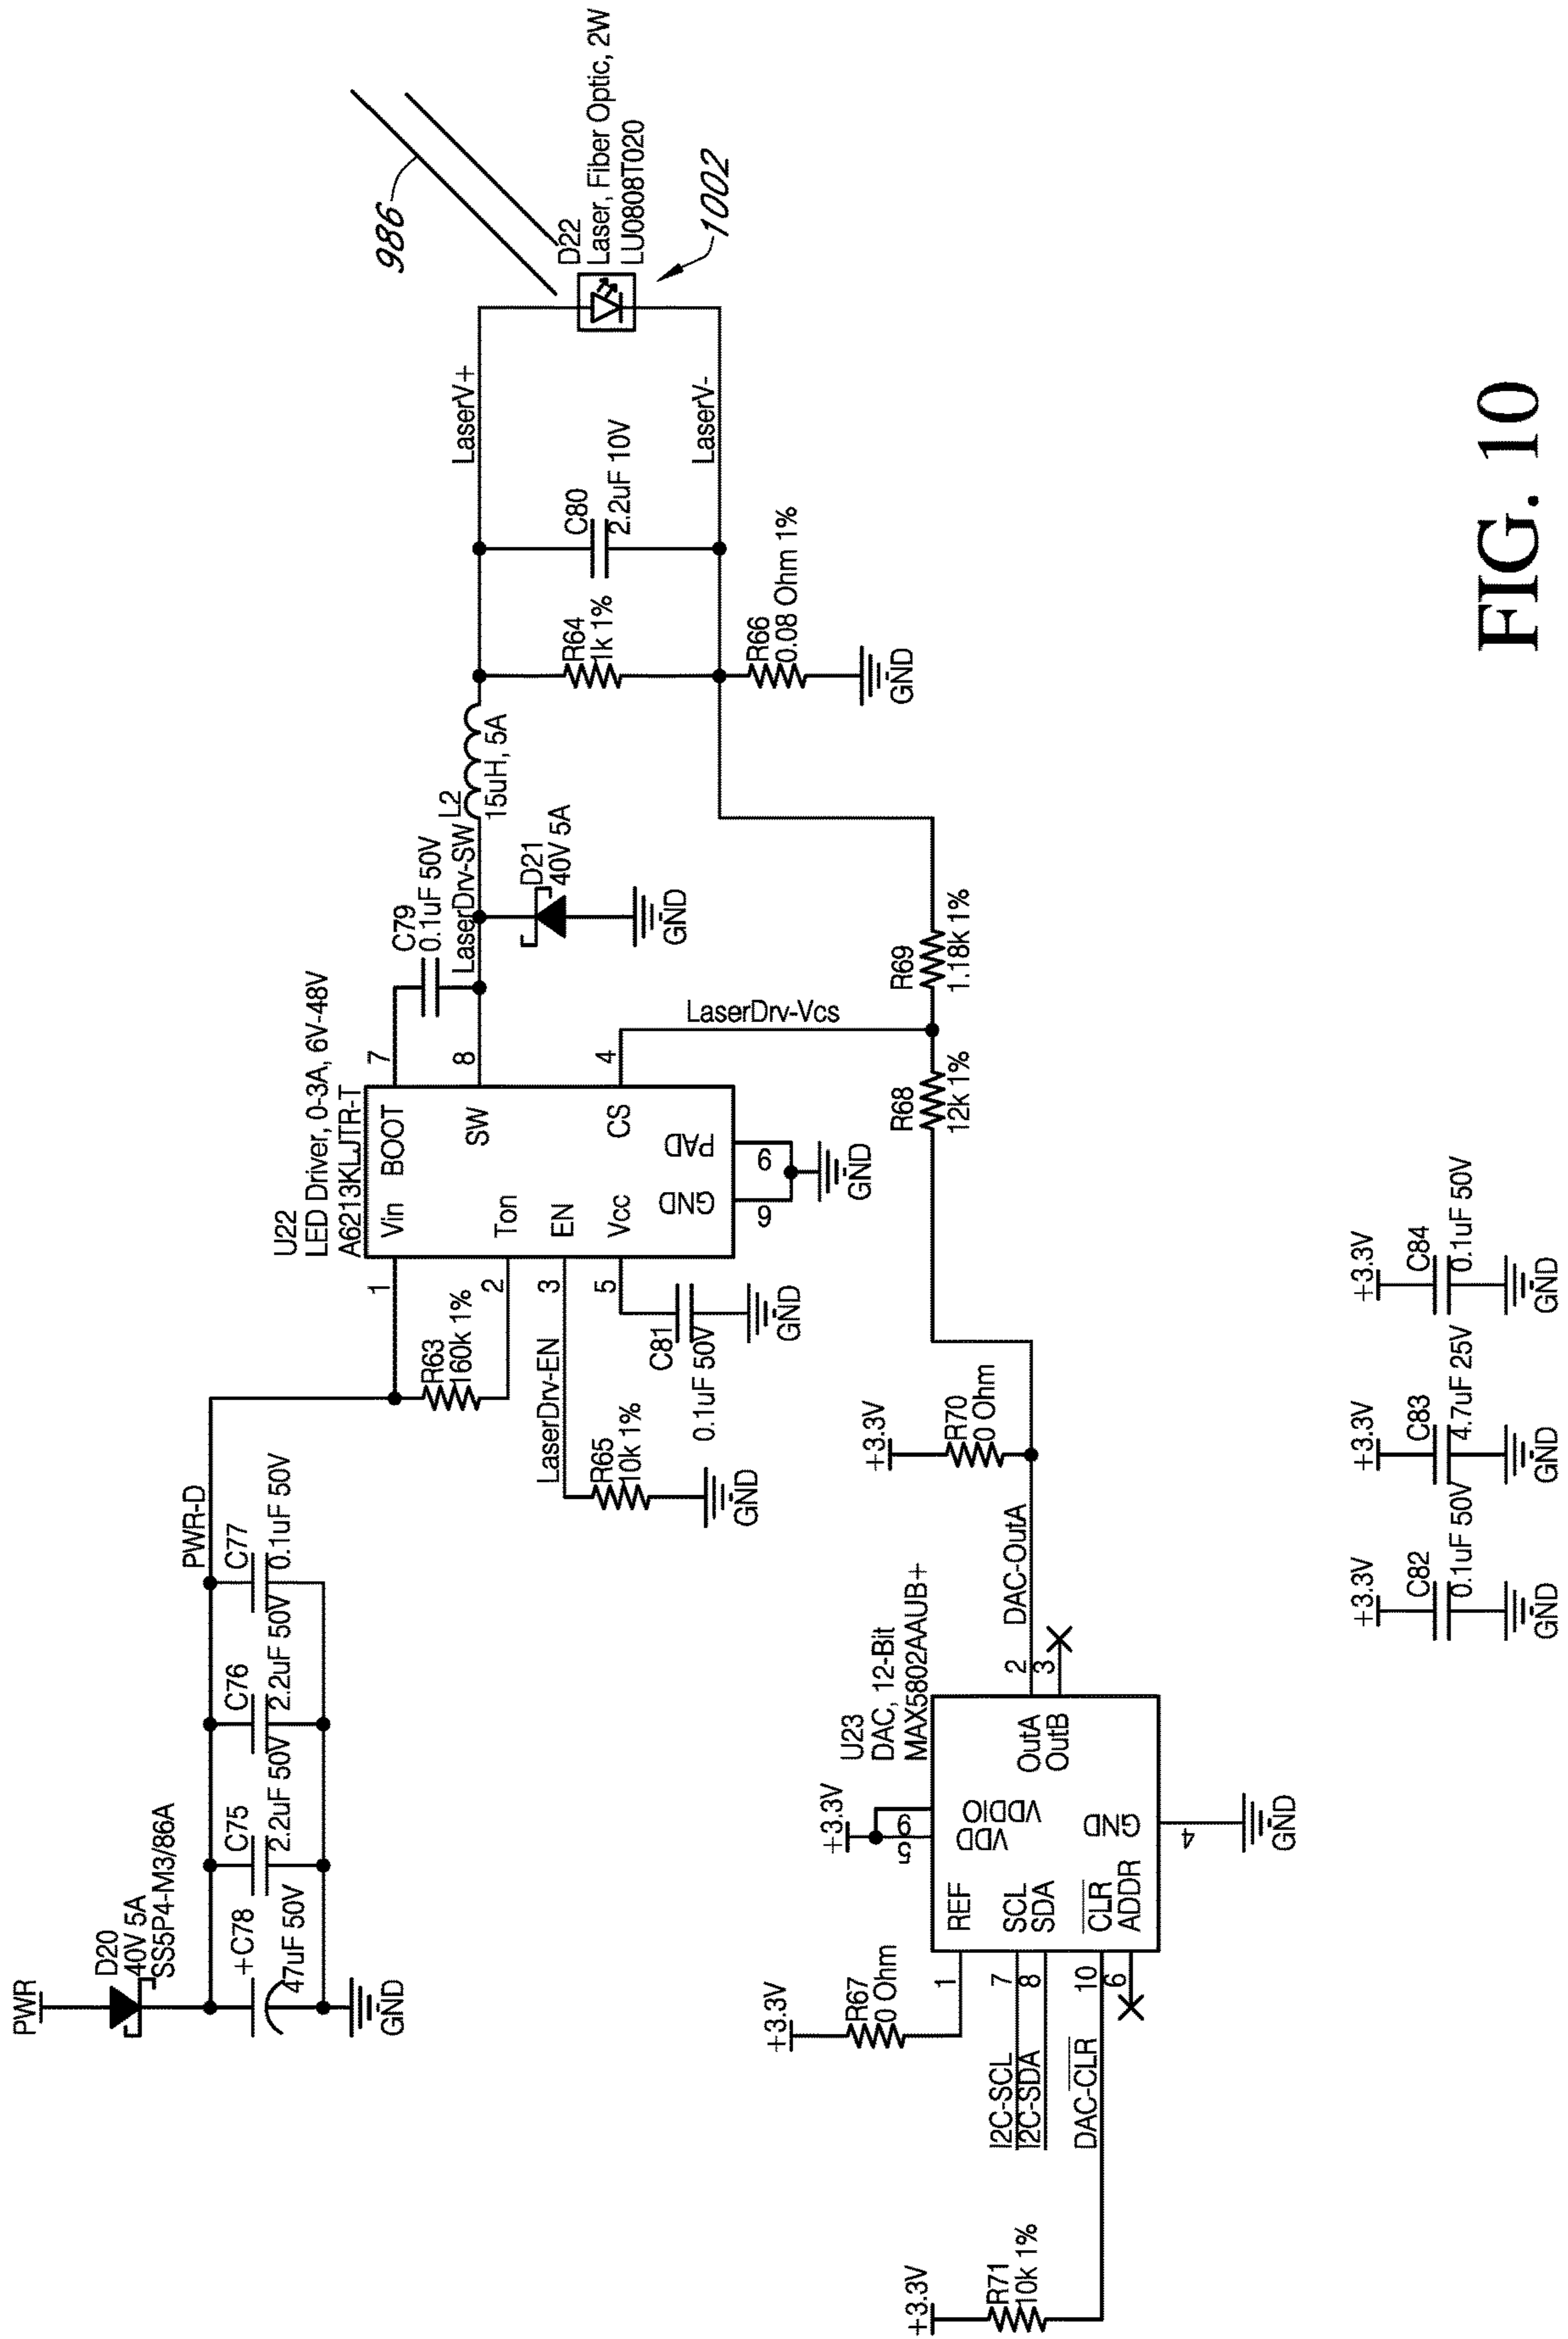 PWR
D20
40V 5A
SS5P4-M3/86A
+C78
47uF 50V
GND
C75
2.2uF 50V
C76
2.2uF 50V
C77
0.1uF 50V
PWR-D
R63
160k 1%
LaserDrv-EN
R65
10k 1%
GND
C81
0.1uF 50V
GND
U22
LED Driver, 0-3A, 6V-48V
A6213KLJTR-T
1
Vin
BOOT
7
2
Ton
SW
8
3
EN
5
Vcc
CS
4
GND
PAD
6
9
GND
C79
0.1uF 50V
LaserDrv-SW
D21
40V 5A
GND
L2
15uH, 5A
LaserDrv-Vcs
R64
1k 1%
C80
2.2uF 10V
LaserV+
LaserV-
R66
0.08 Ohm 1%
GND
986
D22
Laser, Fiber Optic, 2W
LU0808T020
1002
R68
12k 1%
R69
1.18k 1%
+3.3V
R70
0 Ohm
DAC-OutA
U23
DAC, 12-Bit
MAX5802AAUB+
+3.3V
5
9
VDD
VDDIO
REF
SCL
SDA
CLR
ADDR
GND
OutA
OutB
2
3
1
7
8
10
6
4
GND
+3.3V
R67
0 Ohm
I2C-SCL
I2C-SDA
DAC-CLR
+3.3V
R71
10k 1%
+3.3V
C82
0.1uF 50V
GND
+3.3V
C83
4.7uF 25V
GND
+3.3V
C84
0.1uF 50V
GND
FIG. 10